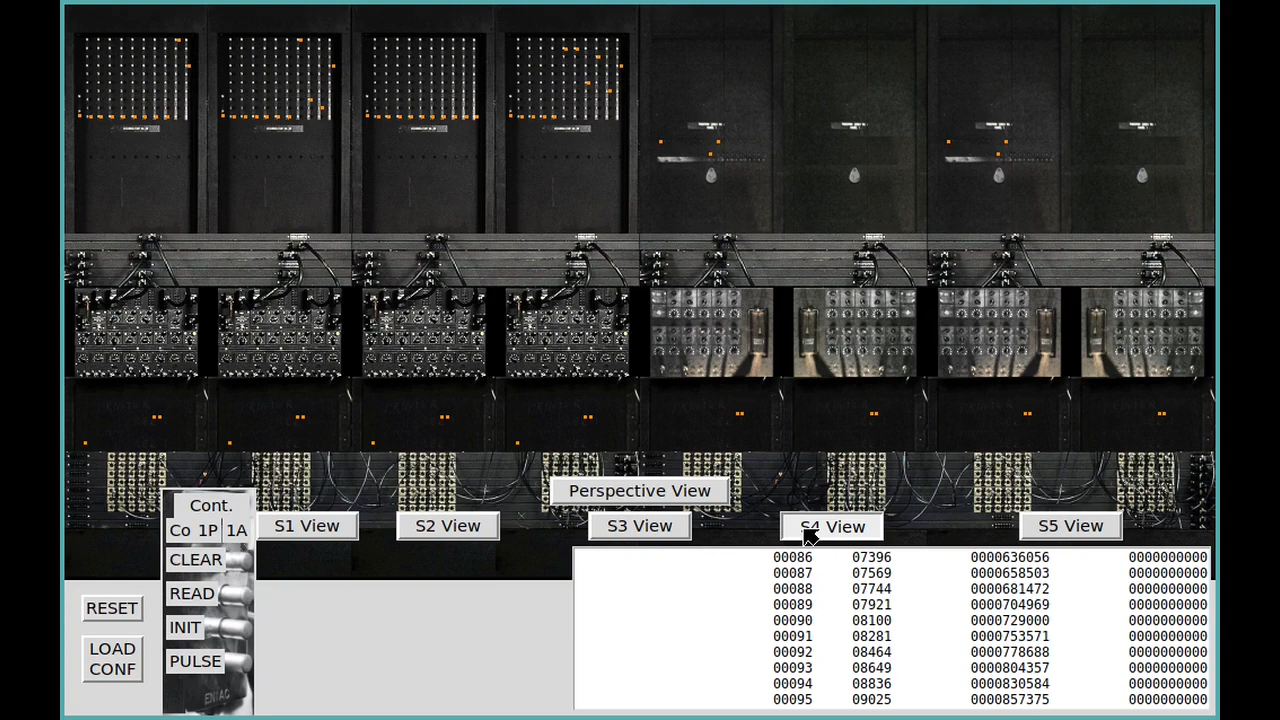 Perspective View
S1 View
S2 View
S3 View
S4 View
S5 View
Cont.
Co 1P 1A
CLEAR
READ
INIT
PULSE
RESET
LOAD
CONF
ENIAC
00086 07396 0000636056 0000000000
00087 07569 0000658503 0000000000
00088 07744 0000681472 0000000000
00089 07921 0000704969 0000000000
00090 08100 0000729000 0000000000
00091 08281 0000753571 0000000000
00092 08464 0000778688 0000000000
00093 08649 0000804357 0000000000
00094 08836 0000830584 0000000000
00095 09025 0000857375 0000000000